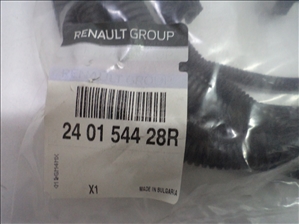 RENAULT GROUP
24 01 544 28R
X1
MADE IN BULGARIA